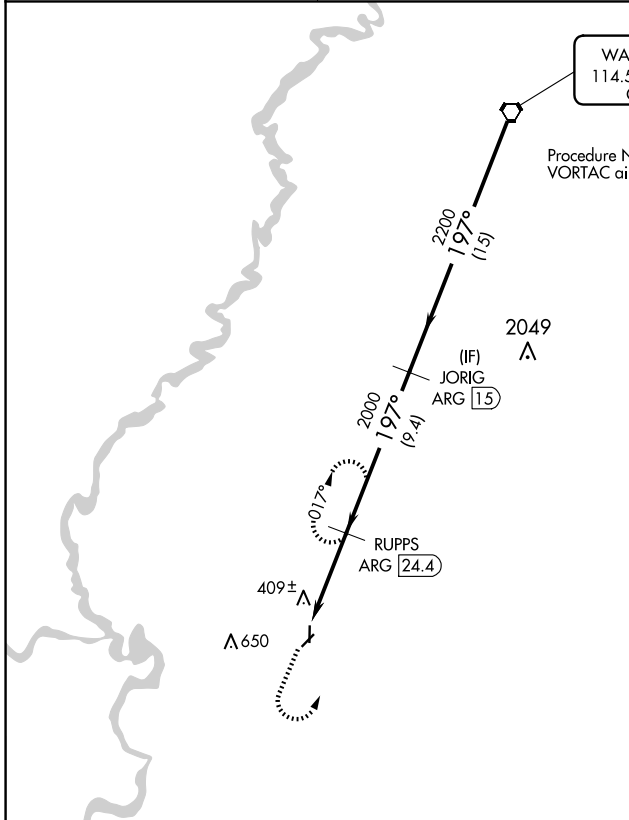 WA
114.5
Procedure N
VORTAC ai
2200
197°
(15)
2049
(IF)
JORIG
ARG 15
2000
197°
(9.4)
017°
RUPPS
ARG 24.4
409±
650